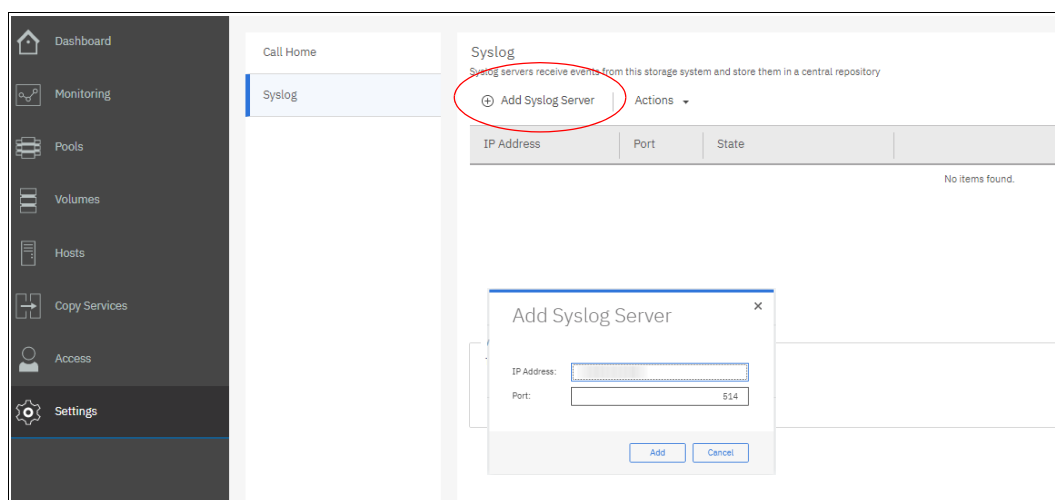 Dashboard
Monitoring
Pools
Volumes
Hosts
Copy Services
Access
Settings
Call Home
Syslog
Syslog
Syslog servers receive events from this storage system and store them in a central repository
Add Syslog Server
Actions
IP Address Port State
No items found.
Add Syslog Server
IP Address:
Port: 514
Add Cancel